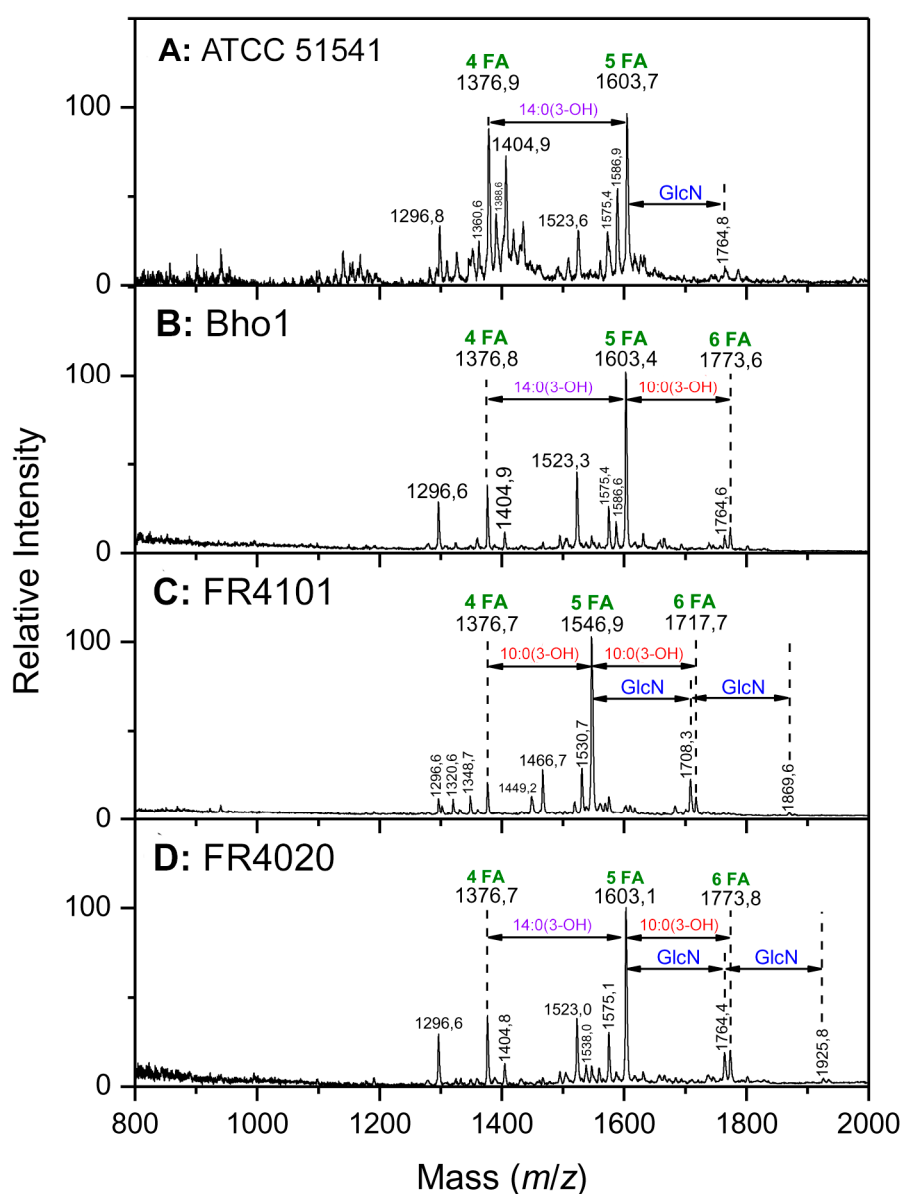 A: ATCC 51541
4 FA 5 FA
1376,9 1603,7
14:0(3-OH)
1404,9
1388,6
1360,6
1296,8
1523,6
1575,4
1586,9
GlcN
1764,8
100
0
B: Bho1
4 FA 5 FA 6 FA
1376,8 1603,4 1773,6
14:0(3-OH) 10:0(3-OH)
1296,6
1404,9
1523,3
1575,4
1586,6
1764,6
100
0
C: FR4101
4 FA 5 FA 6 FA
1376,7 1546,9 1717,7
10:0(3-OH) 10:0(3-OH)
GlcN GlcN
1296,6
1320,6
1348,7
1449,2
1466,7
1530,7
1708,3
1869,6
100
0
D: FR4020
4 FA 5 FA 6 FA
1376,7 1603,1 1773,8
14:0(3-OH) 10:0(3-OH)
GlcN GlcN
1296,6
1404,8
1523,0
1538,0
1575,1
1764,4
1925,8
100
0
800 1000 1200 1400 1600 1800 2000
Mass (m/z)
Relative Intensity